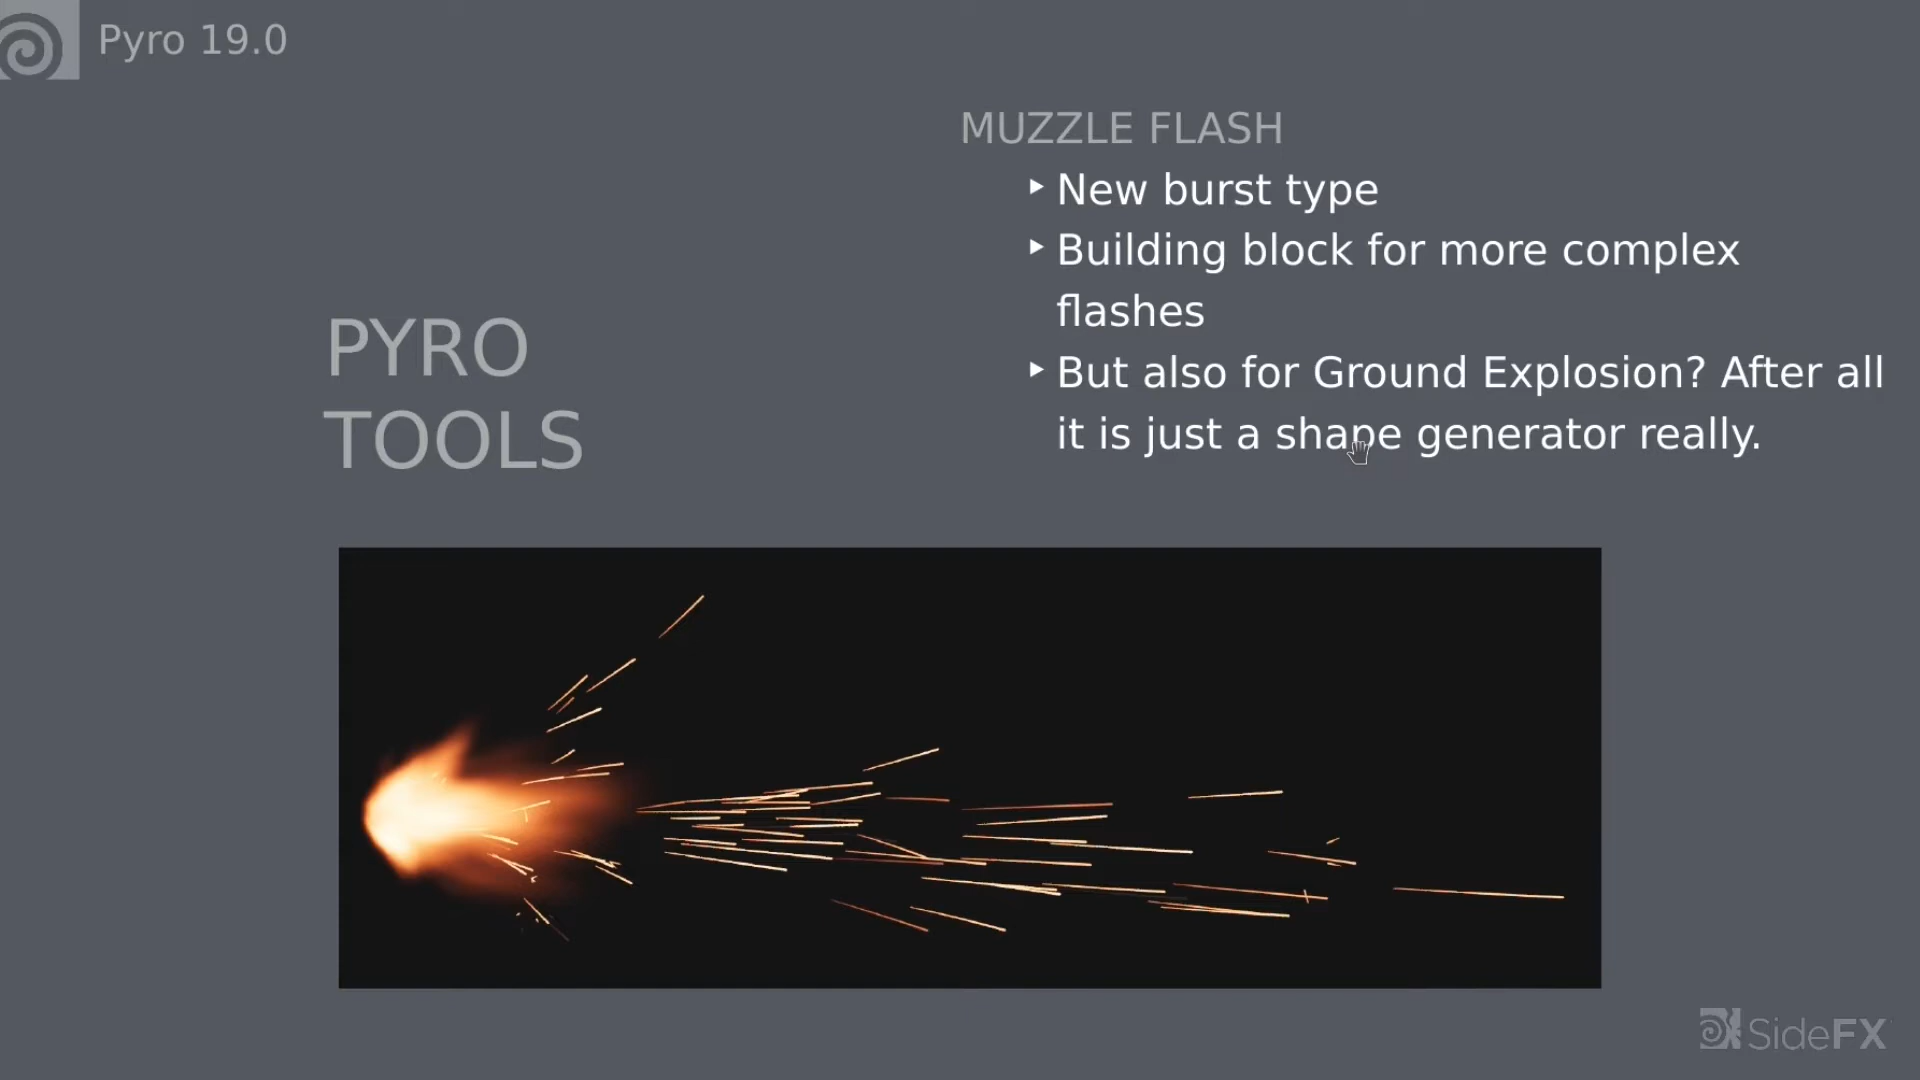 Pyro 19.0
MUZZLE FLASH
‣ New burst type
‣ Building block for more complex
flashes
‣ But also for Ground Explosion? After all
it is just a shape generator really.
PYRO
TOOLS
SideFX